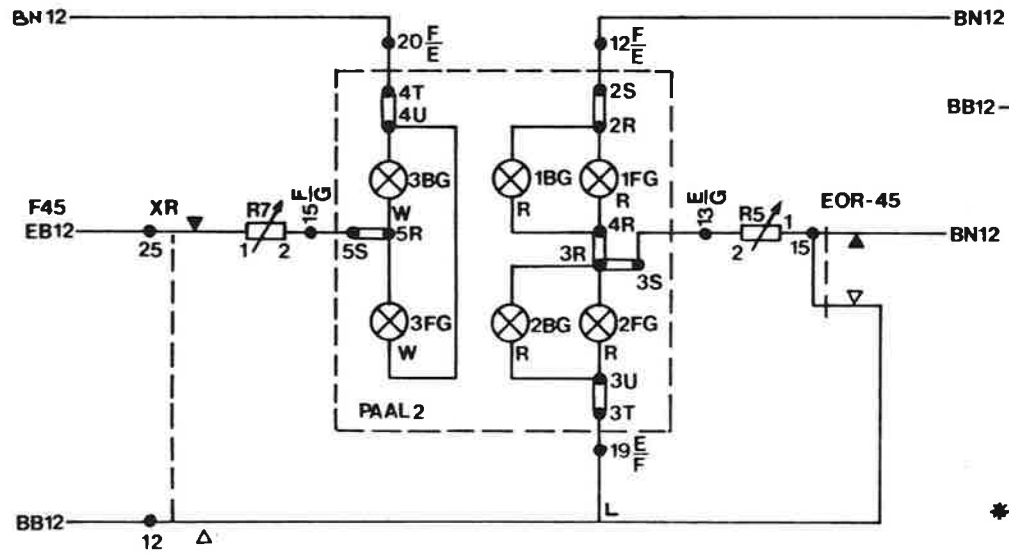 BN12
BN12
20 F/E
12 F/E
4T
4U
2S
2R
BB12
3BG
W
1BG
R
1FG
R
F45
EB12
25
XR
R7
1 2
15 F/G
5S
5R
4R
3R
3S
13 E/G
R5
2
1
15
EOR-45
BN12
3FG
W
2BG
R
2FG
R
3U
3T
PAAL 2
19 E/F
L
BB12
12
*